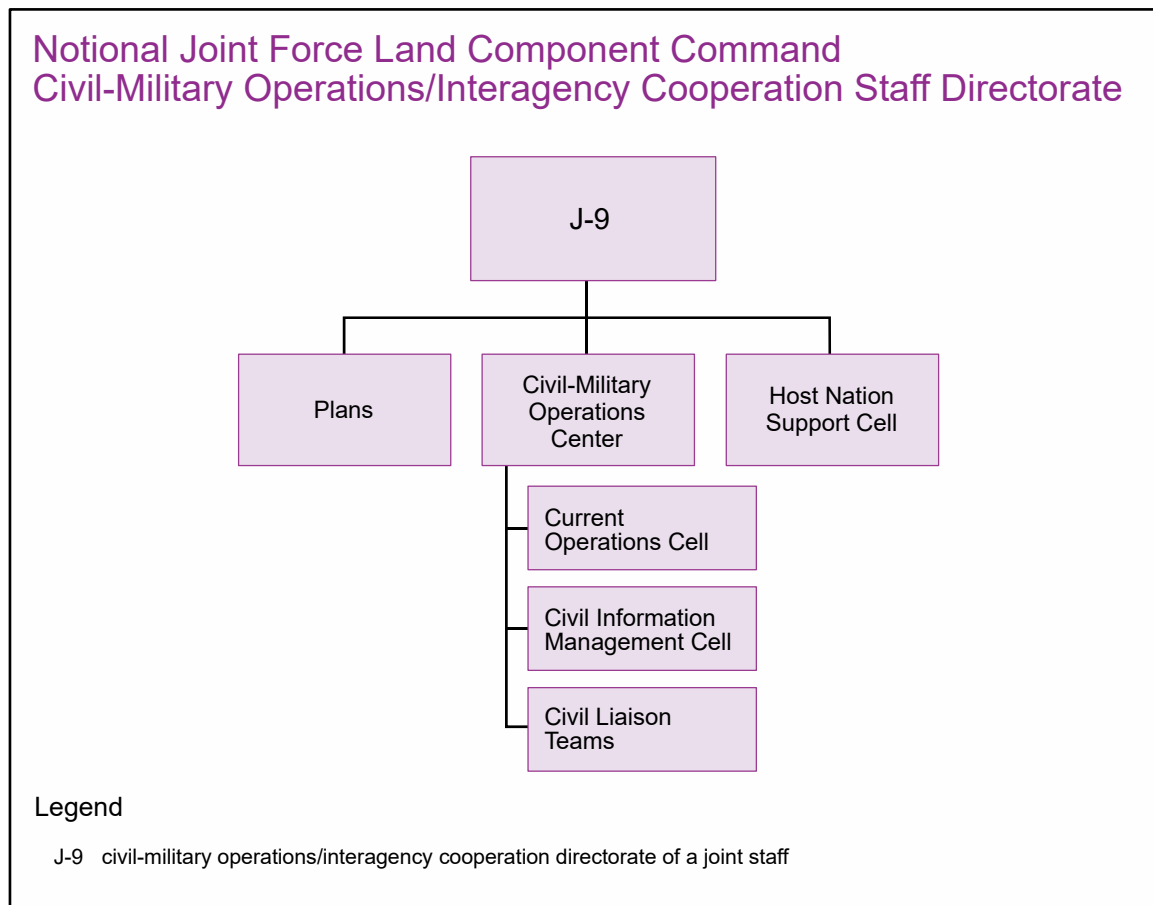 Notional Joint Force Land Component Command
Civil-Military Operations/Interagency Cooperation Staff Directorate
J-9
Plans
Civil-Military
Operations
Center
Host Nation
Support Cell
Current
Operations Cell
Civil Information
Management Cell
Civil Liaison
Teams
Legend
J-9 civil-military operations/interagency cooperation directorate of a joint staff